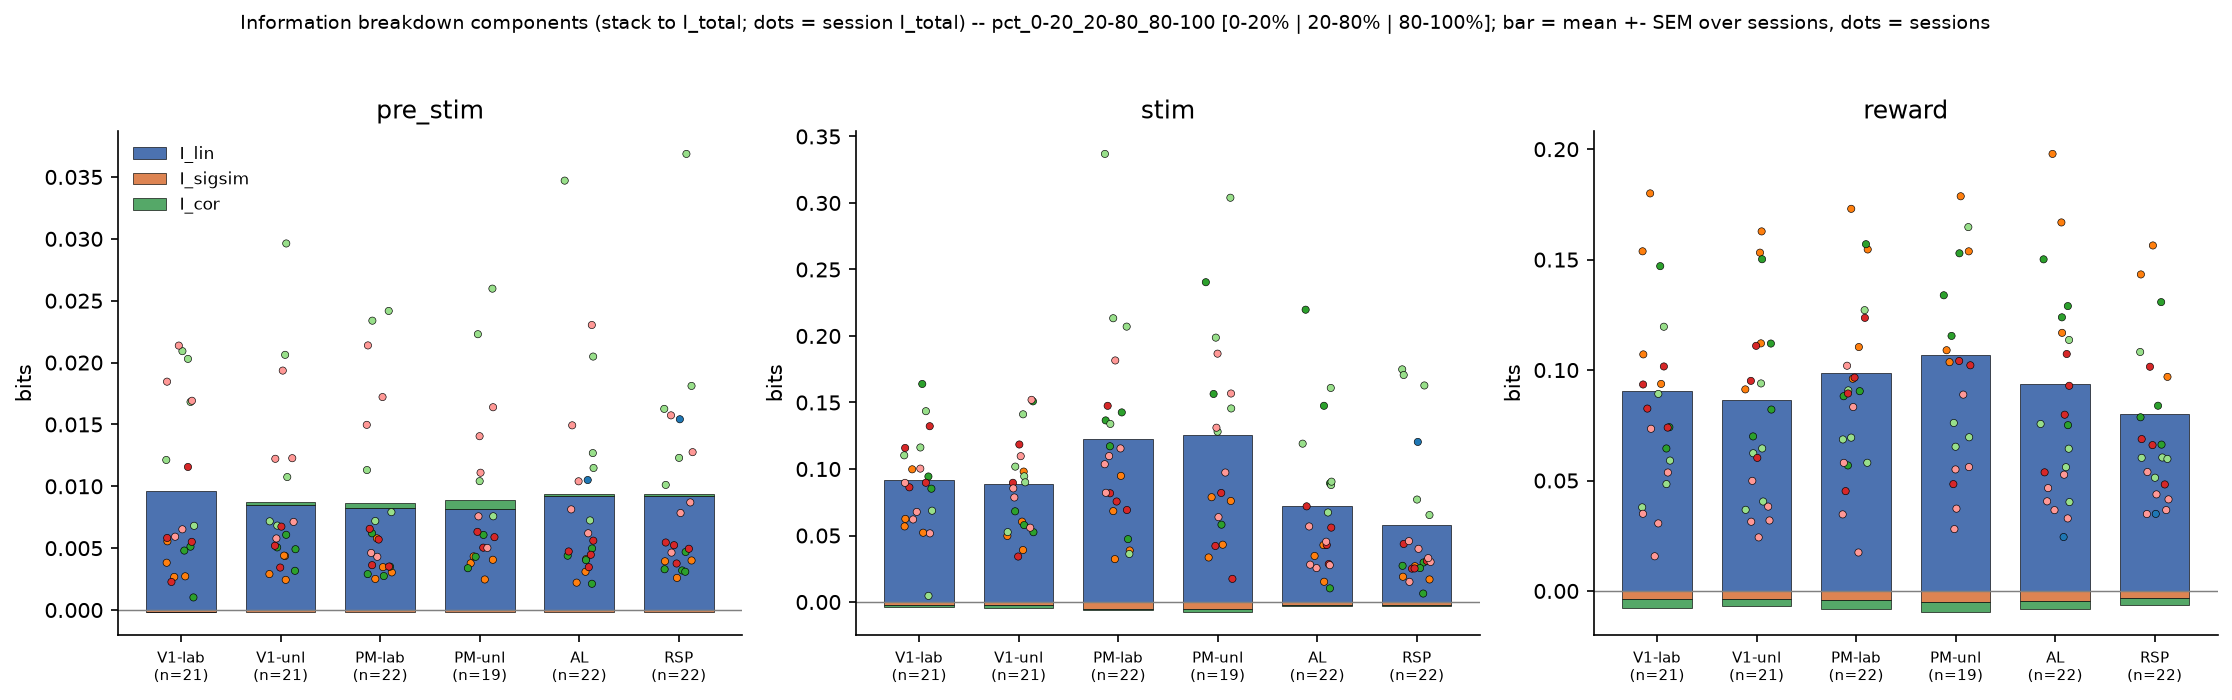 Information breakdown components (stack to I_total; dots = session I_total) -- pct_0-20_20-80_80-100 [0-20% | 20-80% | 80-100%]; bar = mean +- SEM over sessions, dots = sessions
pre_stim
bits
0.035
0.030
0.025
0.020
0.015
0.010
0.005
0.000
I_lin
I_sigsim
I_cor
V1-lab
(n=21)
V1-unl
(n=21)
PM-lab
(n=22)
PM-unl
(n=19)
AL
(n=22)
RSP
(n=22)
stim
bits
0.35
0.30
0.25
0.20
0.15
0.10
0.05
0.00
V1-lab
(n=21)
V1-unl
(n=21)
PM-lab
(n=22)
PM-unl
(n=19)
AL
(n=22)
RSP
(n=22)
reward
bits
0.20
0.15
0.10
0.05
0.00
V1-lab
(n=21)
V1-unl
(n=21)
PM-lab
(n=22)
PM-unl
(n=19)
AL
(n=22)
RSP
(n=22)